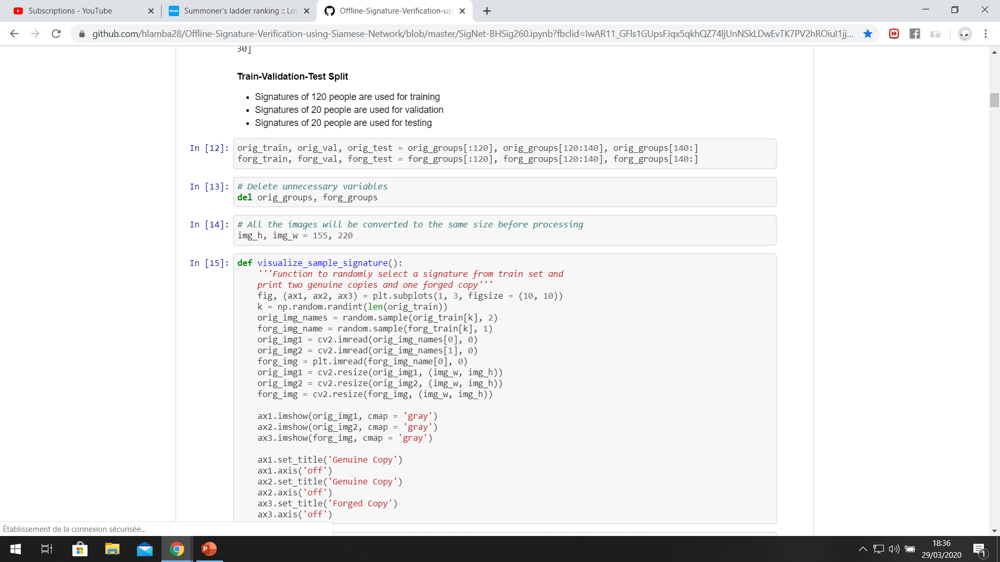 Subscriptions - YouTube
OP.GG
Summoner's ladder ranking :: Lo
Offline-Signature-Verification-usi
github.com/hlamba28/Offline-Signature-Verification-using-Siamese-Network/blob/master/SigNet-BHSig260.ipynb?fbclid=
30]
Train-Validation-Test Split
• Signatures of 120 people are used for training
• Signatures of 20 people are used for validation
• Signatures of 20 people are used for testing
In [12]:
orig_train, orig_val, orig_test = orig_groups[:120], orig_groups[120:140], orig_groups[140:]
forg_train, forg_val, forg_test = forg_groups[:120], forg_groups[120:140], forg_groups[140:]
In [13]:
# Delete unnecessary variables
del orig_groups, forg_groups
In [14]:
# All the images will be converted to the same size before processing
img_h, img_w = 155, 220
In [15]:
def visualize_sample_signature():
'''Function to randomly select a signature from train set and
print two genuine copies and one forged copy'''
fig, (ax1, ax2, ax3) = plt.subplots(1, 3, figsize = (10, 10))
k = np.random.randint(len(orig_train))
orig_img_names = random.sample(orig_train[k], 2)
forg_img_name = random.sample(forg_train[k], 1)
orig_img1 = cv2.imread(orig_img_names[0], 0)
orig_img2 = cv2.imread(orig_img_names[1], 0)
forg_img = plt.imread(forg_img_name[0], 0)
orig_img1 = cv2.resize(orig_img1, (img_w, img_h))
orig_img2 = cv2.resize(orig_img2, (img_w, img_h))
forg_img = cv2.resize(forg_img, (img_w, img_h))
ax1.imshow(orig_img1, cmap = 'gray')
ax2.imshow(orig_img2, cmap = 'gray')
ax3.imshow(forg_img, cmap = 'gray')
ax1.set_title('Genuine Copy')
ax1.axis('off')
ax2.set_title('Genuine Copy')
ax2.axis('off')
ax3.set_title('Forged Copy')
ax3.axis('off')
Établissement de la connexion sécurisée...
18:36
29/03/2020
1